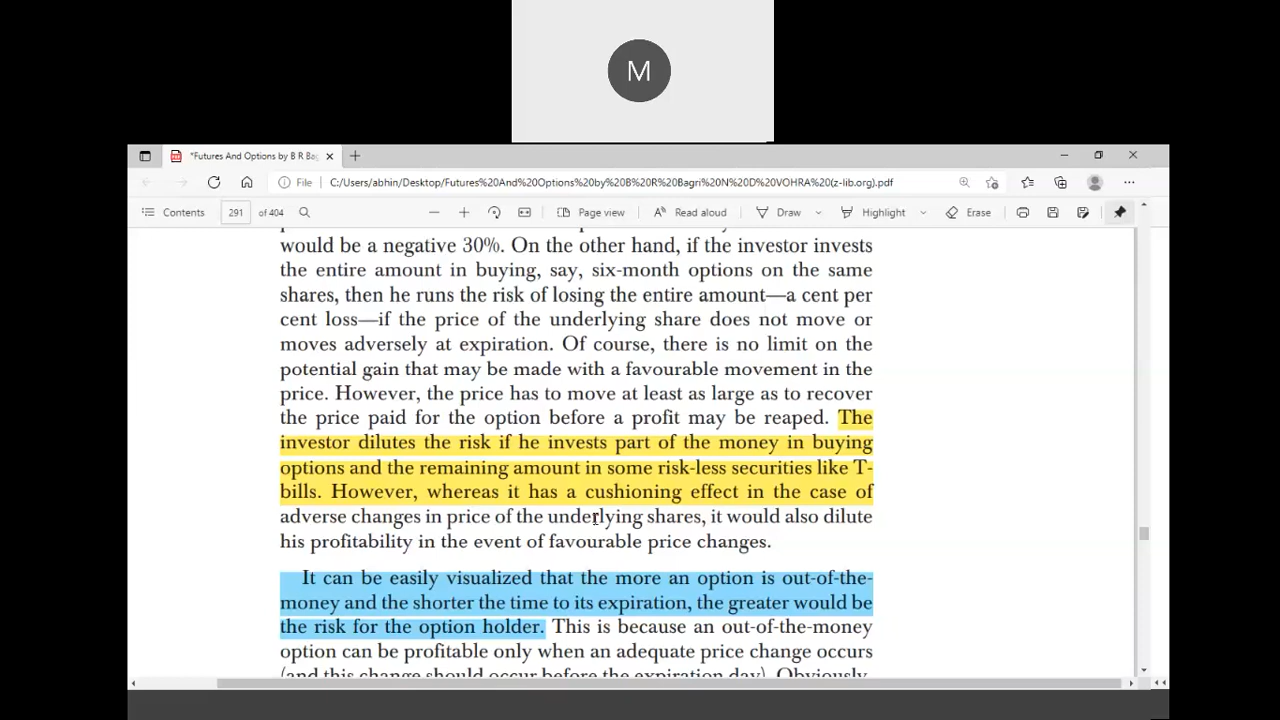 M
*Futures And Options by B R Bag
File C:/Users/abhin/Desktop/Futures%20And%20Options%20by%20B%20R%20Bagri%20N%20D%20VOHRA%20(z-lib.org).pdf
Contents 291 of 404 Page view Read aloud Draw Highlight Erase
would be a negative 30%. On the other hand, if the investor invests
the entire amount in buying, say, six-month options on the same
shares, then he runs the risk of losing the entire amount—a cent per
cent loss—if the price of the underlying share does not move or
moves adversely at expiration. Of course, there is no limit on the
potential gain that may be made with a favourable movement in the
price. However, the price has to move at least as large as to recover
the price paid for the option before a profit may be reaped. The
investor dilutes the risk if he invests part of the money in buying
options and the remaining amount in some risk-less securities like T-
bills. However, whereas it has a cushioning effect in the case of
adverse changes in price of the underlying shares, it would also dilute
his profitability in the event of favourable price changes.
It can be easily visualized that the more an option is out-of-the-
money and the shorter the time to its expiration, the greater would be
the risk for the option holder. This is because an out-of-the-money
option can be profitable only when an adequate price change occurs
(and this change should occur before the expiration day). Obviously,